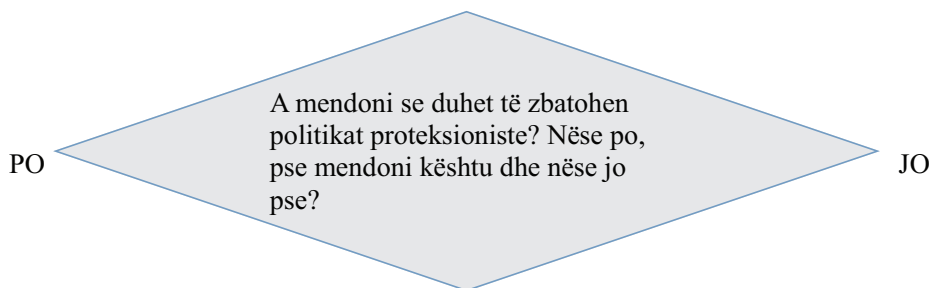 A mendoni se duhet të zbatohen
politikat proteksioniste? Nëse po,
pse mendoni kështu dhe nëse jo
pse?
PO
JO